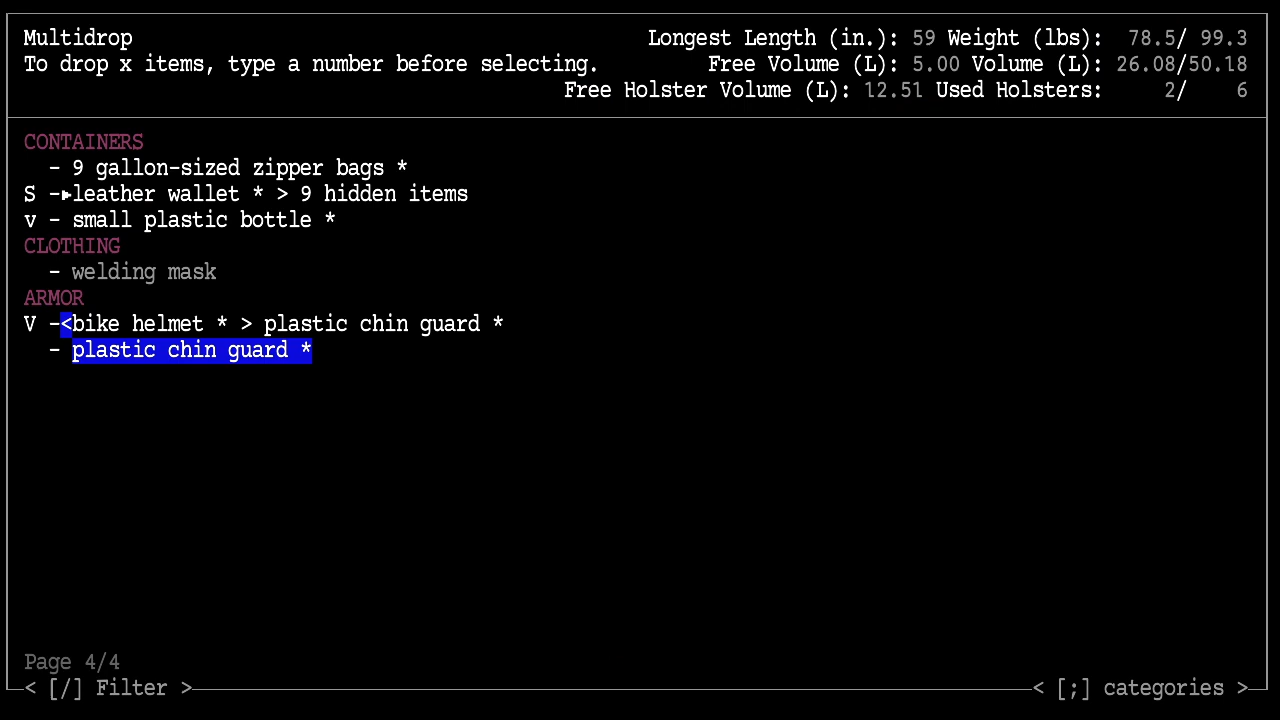 Multidrop Longest Length (in.): 59 Weight (lbs): 78.5/ 99.3
To drop x items, type a number before selecting. Free Volume (L): 5.00 Volume (L): 26.08/50.18
Free Holster Volume (L): 12.51 Used Holsters: 2/ 6
CONTAINERS
- 9 gallon-sized zipper bags *
S -▸leather wallet * > 9 hidden items
v - small plastic bottle *
CLOTHING
- welding mask
ARMOR
V -<bike helmet * > plastic chin guard *
- plastic chin guard *
Page 4/4
< [/] Filter > < [;] categories >